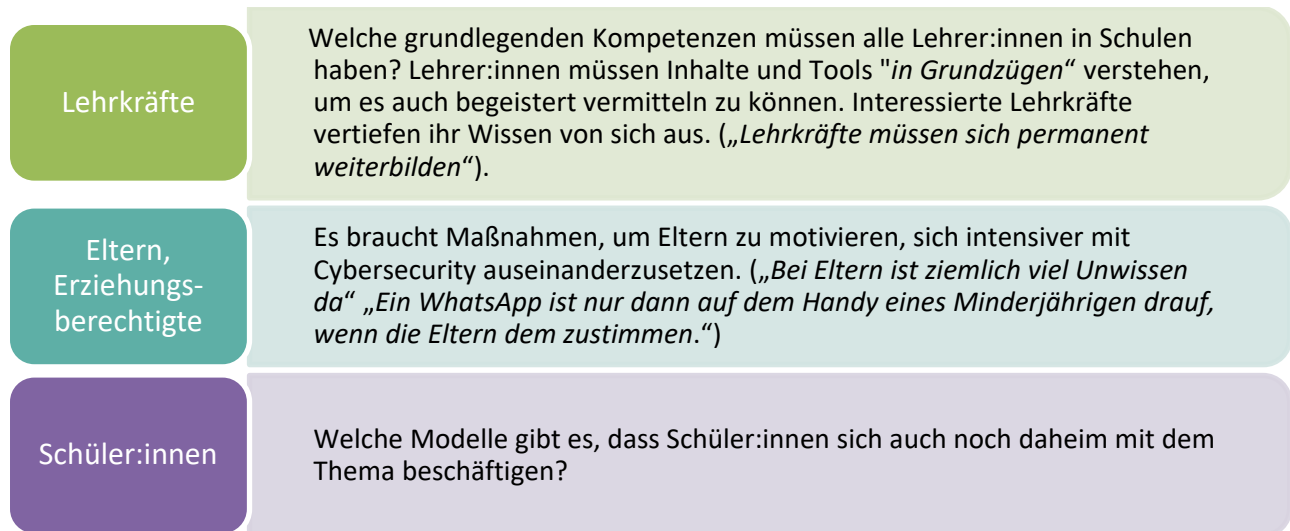 Lehrkräfte
Welche grundlegenden Kompetenzen müssen alle Lehrer:innen in Schulen
haben? Lehrer:innen müssen Inhalte und Tools "in Grundzügen“ verstehen,
um es auch begeistert vermitteln zu können. Interessierte Lehrkräfte
vertiefen ihr Wissen von sich aus. („Lehrkräfte müssen sich permanent
weiterbilden“).
Eltern,
Erziehungs-
berechtigte
Es braucht Maßnahmen, um Eltern zu motivieren, sich intensiver mit
Cybersecurity auseinanderzusetzen. („Bei Eltern ist ziemlich viel Unwissen
da“ „Ein WhatsApp ist nur dann auf dem Handy eines Minderjährigen drauf,
wenn die Eltern dem zustimmen.“)
Schüler:innen
Welche Modelle gibt es, dass Schüler:innen sich auch noch daheim mit dem
Thema beschäftigen?